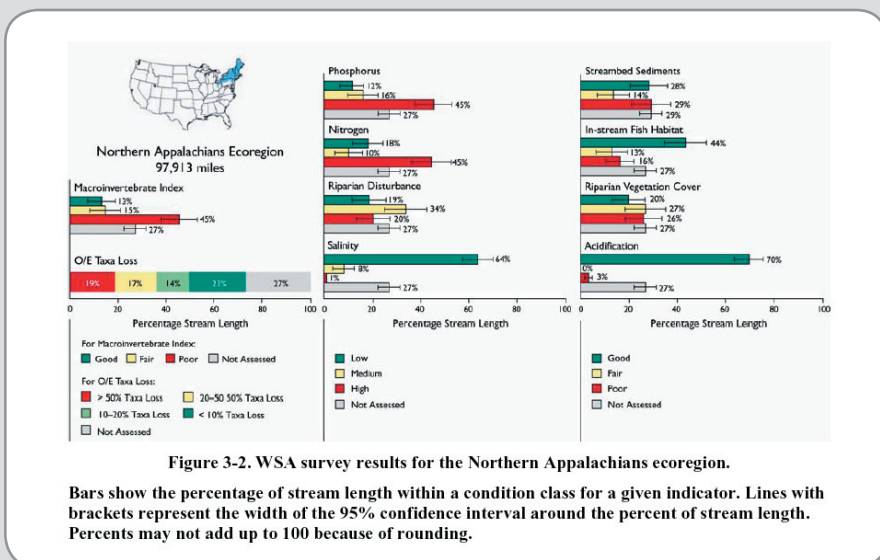 Northern Appalachians Ecoregion
97,913 miles
Macroinvertebrate Index
13%
15%
45%
27%
O/E Taxa Loss
19% 17% 14% 23% 27%
0 20 40 60 80 100
Percentage Stream Length
For Macroinvertebrate Index:
Good Fair Poor Not Assessed
For O/E Taxa Loss:
> 50% Taxa Loss 20–50 50% Taxa Loss
10–20% Taxa Loss < 10% Taxa Loss
Not Assessed
Phosphorus
12%
16%
45%
27%
Nitrogen
18%
10%
45%
27%
Riparian Disturbance
19%
34%
20%
27%
Salinity
64%
8%
1%
27%
0 20 40 60 80 100
Percentage Stream Length
Low
Medium
High
Not Assessed
Streambed Sediments
28%
14%
29%
29%
In-stream Fish Habitat
44%
13%
16%
27%
Riparian Vegetation Cover
20%
27%
26%
27%
Acidification
70%
0%
3%
27%
0 20 40 60 80 100
Percentage Stream Length
Good
Fair
Poor
Not Assessed
Figure 3-2. WSA survey results for the Northern Appalachians ecoregion.
Bars show the percentage of stream length within a condition class for a given indicator. Lines with
brackets represent the width of the 95% confidence interval around the percent of stream length.
Percents may not add up to 100 because of rounding.